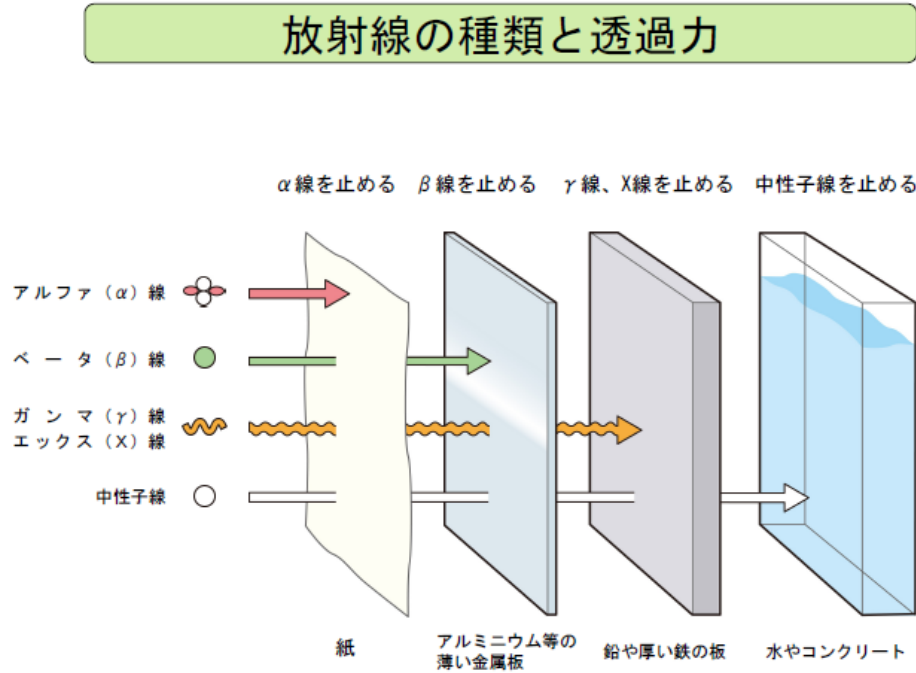 放射線の種類と透過力
α線を止める
β線を止める
γ線、X線を止める
中性子線を止める
アルファ(α)線
ベータ(β)線
ガンマ(γ)線
エックス(X)線
中性子線
紙
アルミニウム等の
薄い金属板
鉛や厚い鉄の板
水やコンクリート